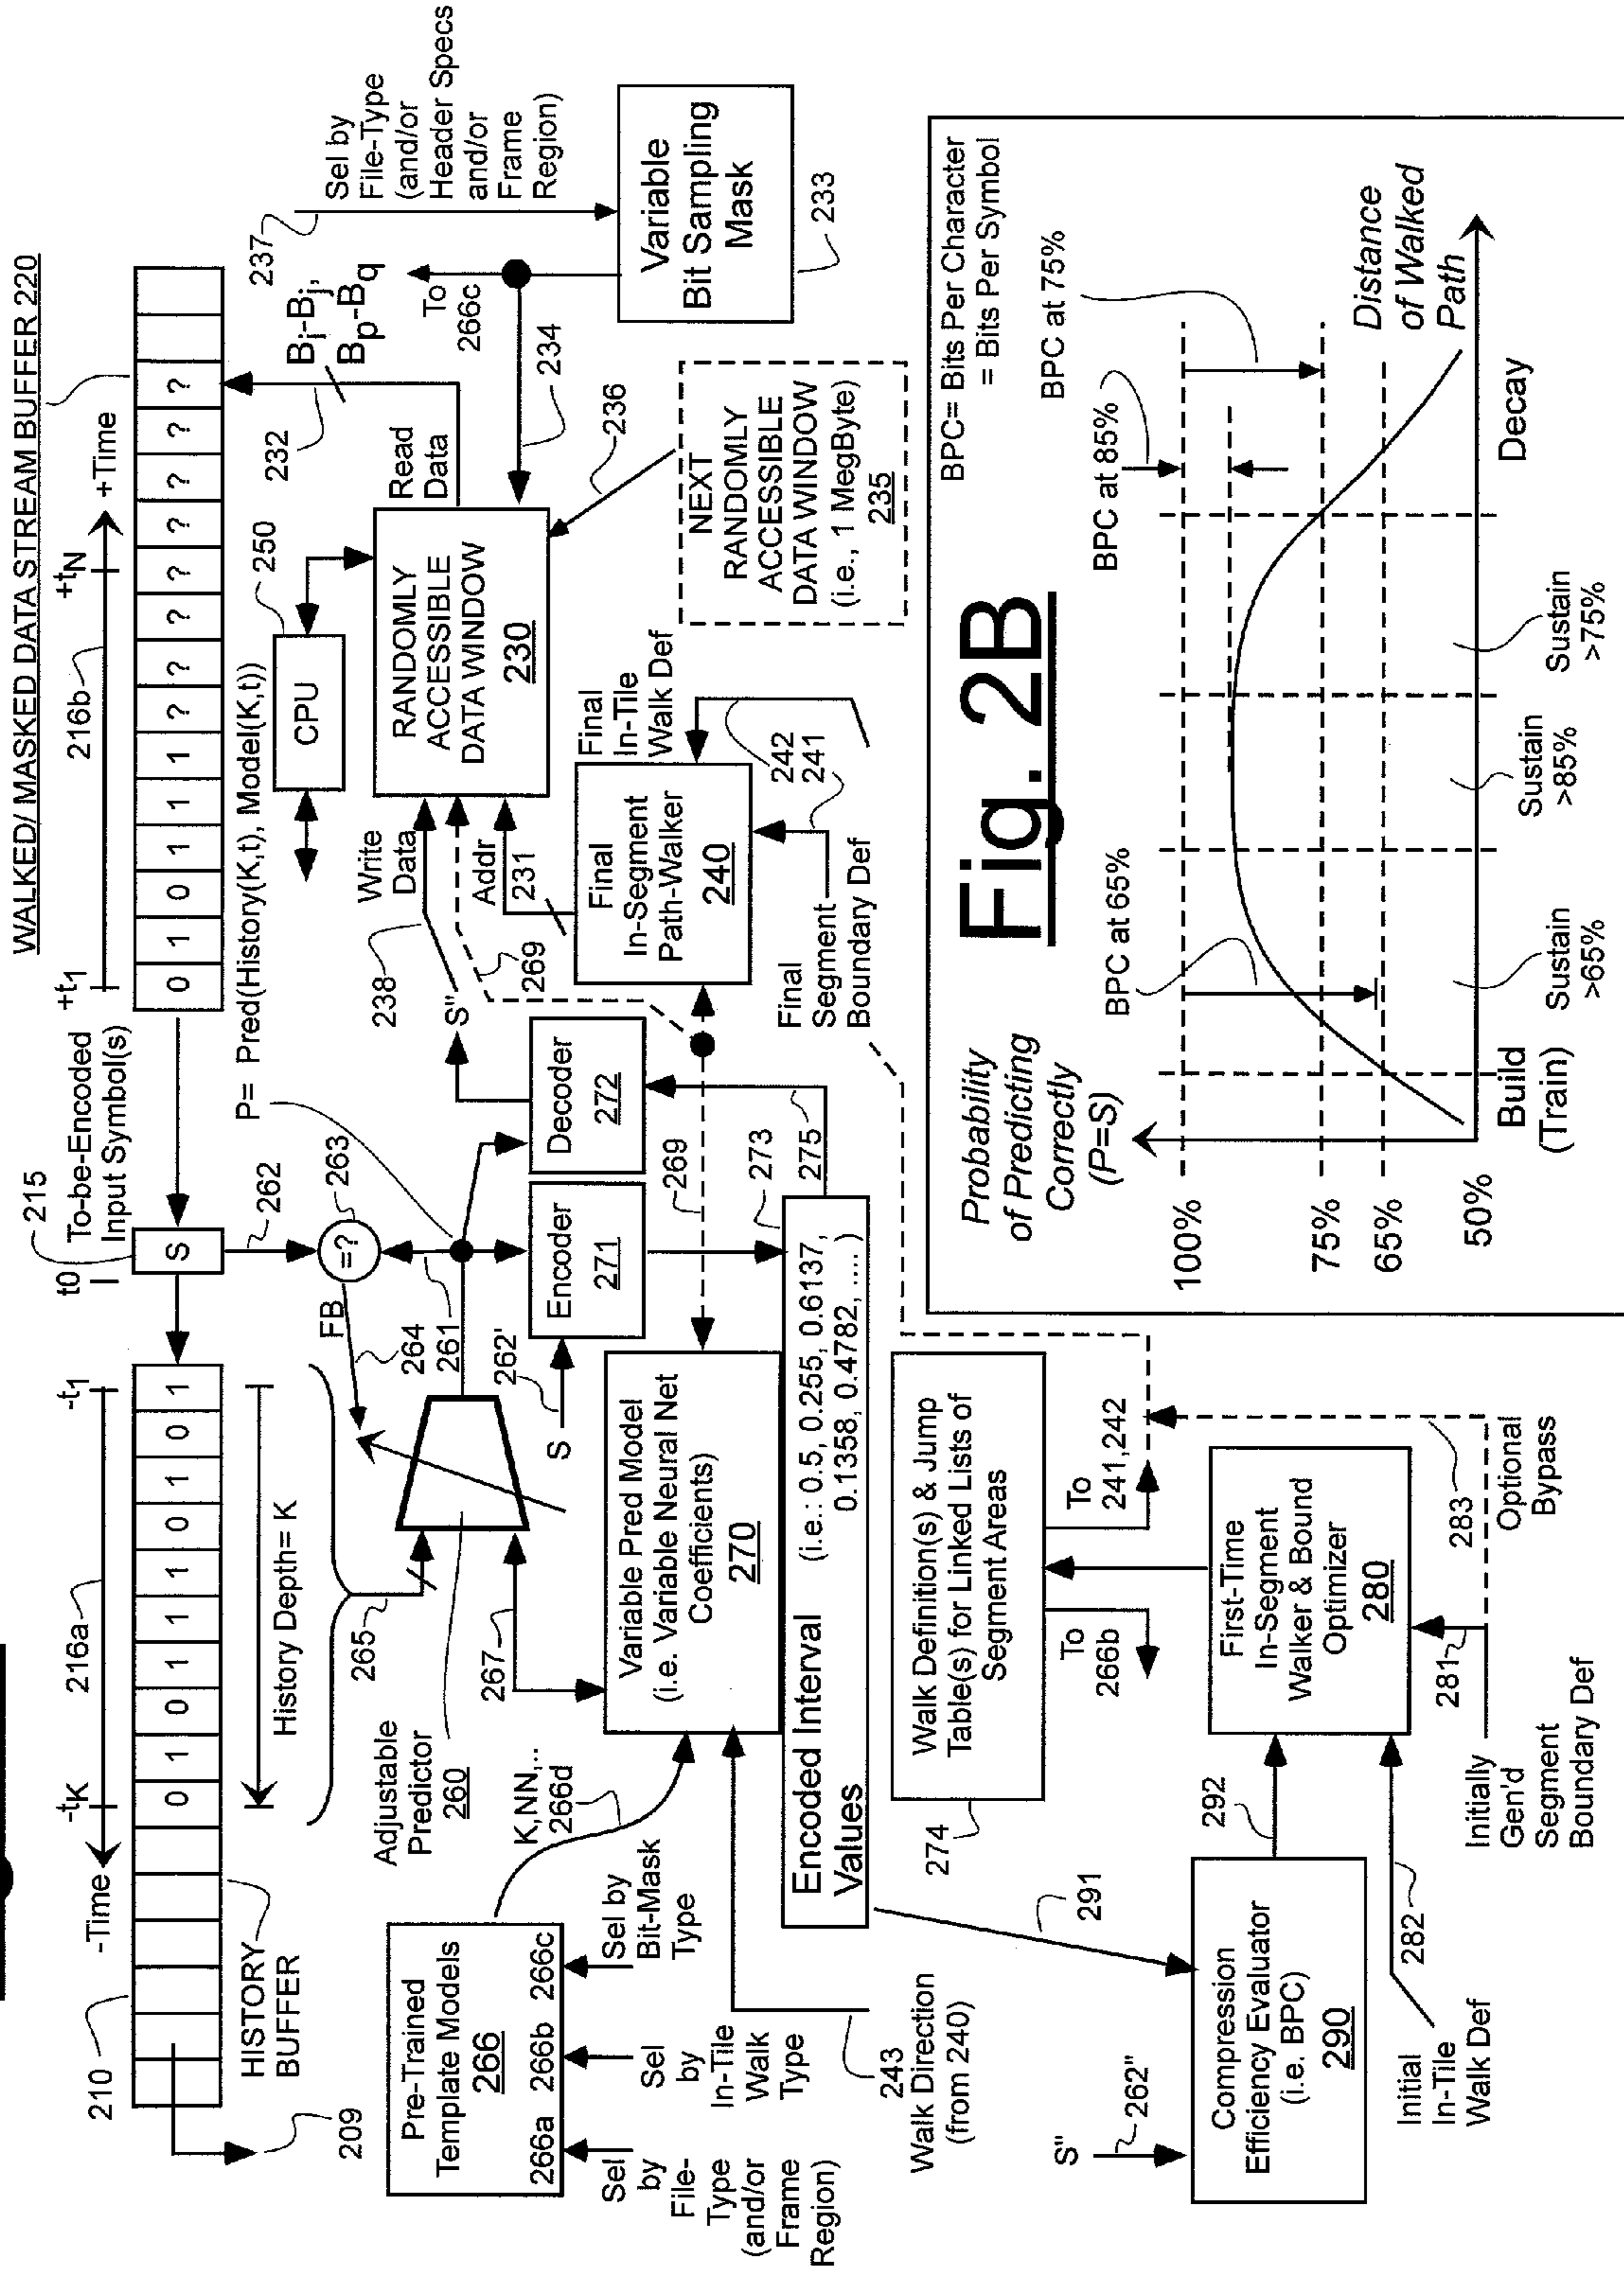 WALKED/ MASKED DATA STREAM BUFFER 220
210
-Time
-tK
216a
-t1
t0
215
To-be-Encoded
Input Symbol(s)
+t1
216b
+tN
+Time
0 1 0 1 1 1 0 1 0 1
S
0 1 0 1 1 1 ? ? ? ? ? ? ? ?
HISTORY
BUFFER
209
History Depth= K
262
FB
=?
263
264
261
265
P= Pred(History(K,t), Model(K,t))
CPU
250
232
Bi-Bj,
Bp-Bq
237
Sel by
File-Type
(and/or
Header Specs
and/or
Frame
Region)
To
266c
234
Variable
Bit Sampling
Mask
233
Read
Data
236
RANDOMLY
ACCESSIBLE
DATA WINDOW
230
NEXT
RANDOMLY
ACCESSIBLE
DATA WINDOW
(i.e., 1 MegByte)
235
Write
Data
238
S"
269
Addr
231
Final
In-Segment
Path-Walker
240
Final
In-Tile
Walk Def
242
241
Final
Segment
Boundary Def
Adjustable
Predictor
260
267
262'
S
Encoder
271
Decoder
272
269
273
275
Pre-Trained
Template Models
266
266a 266b 266c
Sel
by
File-
Type
(and/or
Frame
Region)
Sel
by
In-Tile
Walk
Type
Sel by
Bit-Mask
Type
K,NN,..
266d
Variable Pred Model
(i.e. Variable Neural Net
Coefficients)
270
243
Walk Direction
(from 240)
Encoded Interval
Values
(i.e.: 0.5, 0.255, 0.6137,
0.1358, 0.4782, .... )
274
Walk Definition(s) & Jump
Table(s) for Linked Lists of
Segment Areas
To
266b
To
241,242
291
S"
262"
Compression
Efficiency Evaluator
(i.e. BPC)
290
292
First-Time
In-Segment
Walker & Bound
Optimizer
280
282
Initial
In-Tile
Walk Def
281
Initially
Gen'd
Segment
Boundary Def
283
Optional
Bypass
Fig. 2B
BPC= Bits Per Character
= Bits Per Symbol
Probability
of Predicting
Correctly
(P=S)
BPC at 65%
BPC at 85%
BPC at 75%
100%
75%
65%
50%
Distance
of Walked
Path
Build
(Train)
Decay
Sustain
>65%
Sustain
>85%
Sustain
>75%